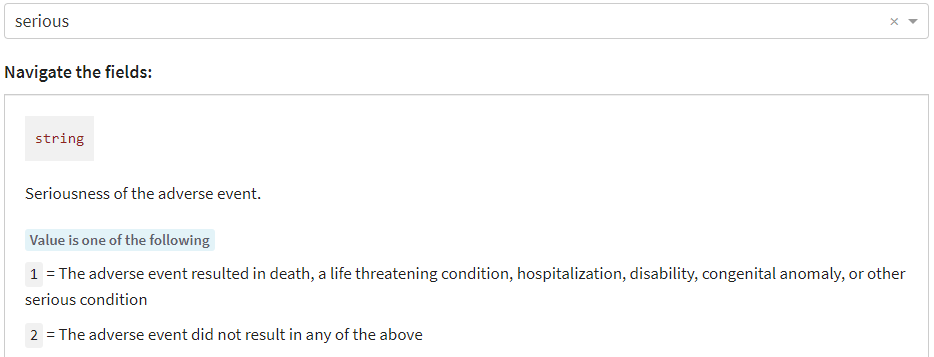 serious
Navigate the fields:
string
Seriousness of the adverse event.
Value is one of the following
1 = The adverse event resulted in death, a life threatening condition, hospitalization, disability, congenital anomaly, or other
serious condition
2 = The adverse event did not result in any of the above